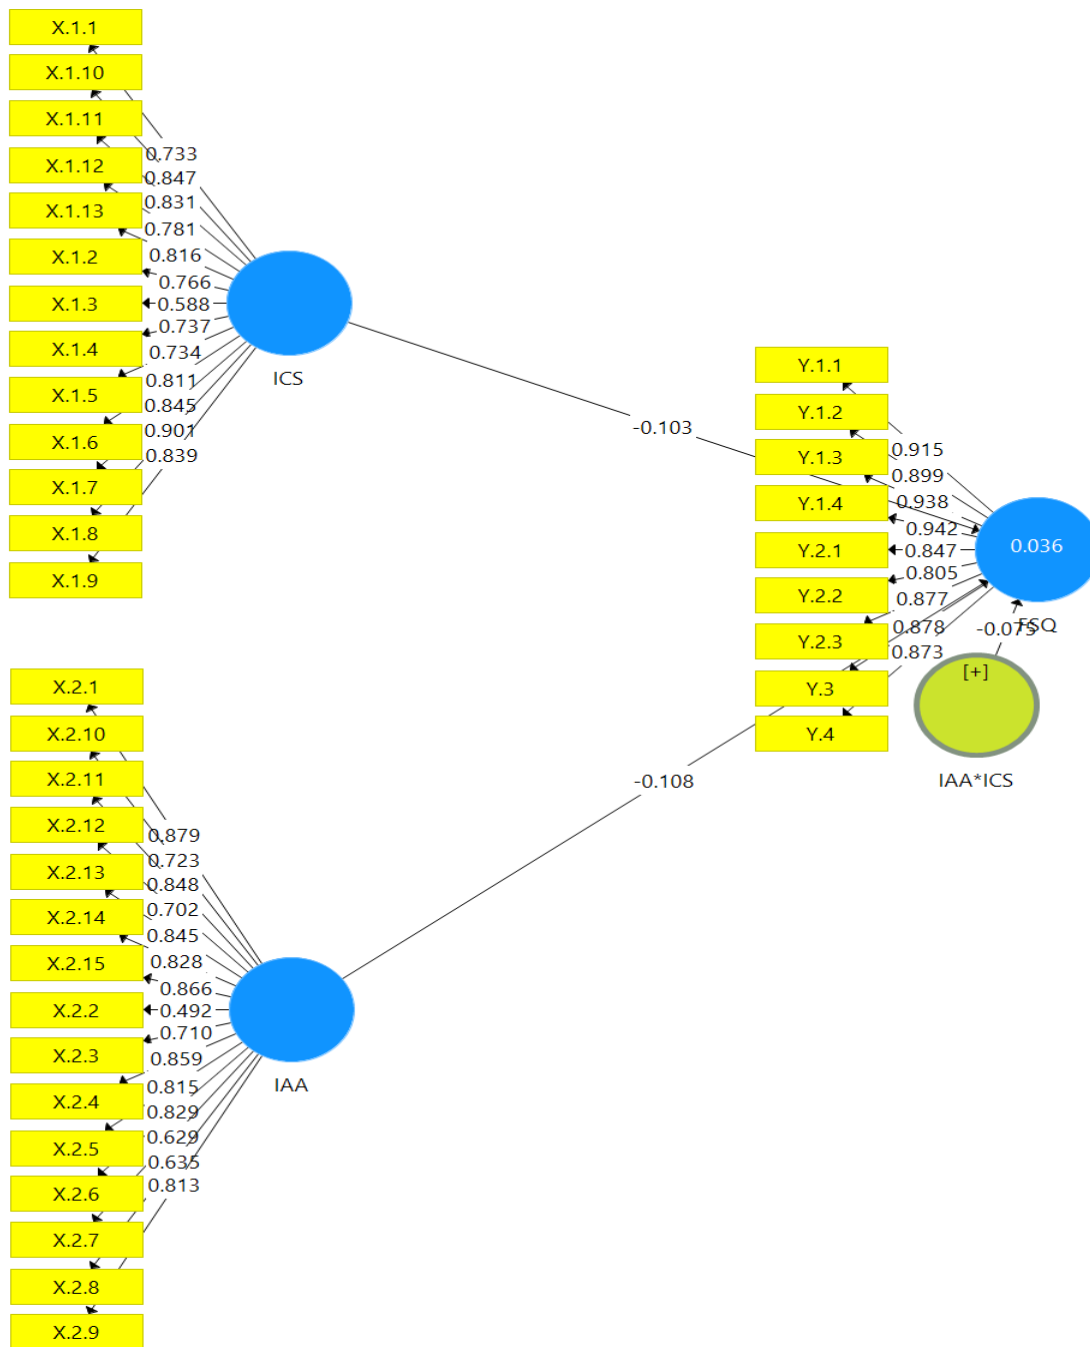 X.1.1
X.1.10
X.1.11
X.1.12
X.1.13
X.1.2
X.1.3
X.1.4
X.1.5
X.1.6
X.1.7
X.1.8
X.1.9
0.733
0.847
0.831
0.781
0.816
0.766
0.588
0.737
0.734
0.811
0.845
0.901
0.839
ICS
-0.103
Y.1.1
Y.1.2
Y.1.3
Y.1.4
Y.2.1
Y.2.2
Y.2.3
Y.3
Y.4
0.915
0.899
0.938
0.942
0.847
0.805
0.877
0.878
0.873
0.036
FSQ
-0.075
[+]
IAA*ICS
-0.108
X.2.1
X.2.10
X.2.11
X.2.12
X.2.13
X.2.14
X.2.15
X.2.2
X.2.3
X.2.4
X.2.5
X.2.6
X.2.7
X.2.8
X.2.9
0.879
0.723
0.848
0.702
0.845
0.828
0.866
0.492
0.710
0.859
0.815
0.829
0.629
0.635
0.813
IAA